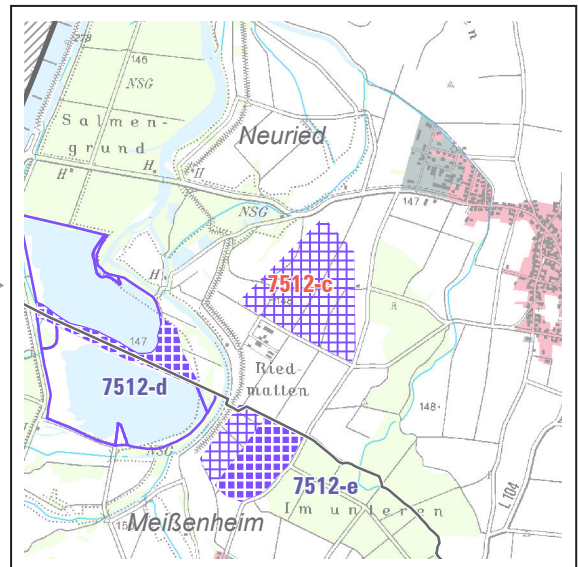 278
146
NSG
Salmen-
grund
Neuried
H
H
H
NSG
147
148
7512-c
H
147
7512-d
Ried-
matten
148
NSG
7512-e
Im unteren
Meißenheim
L 104